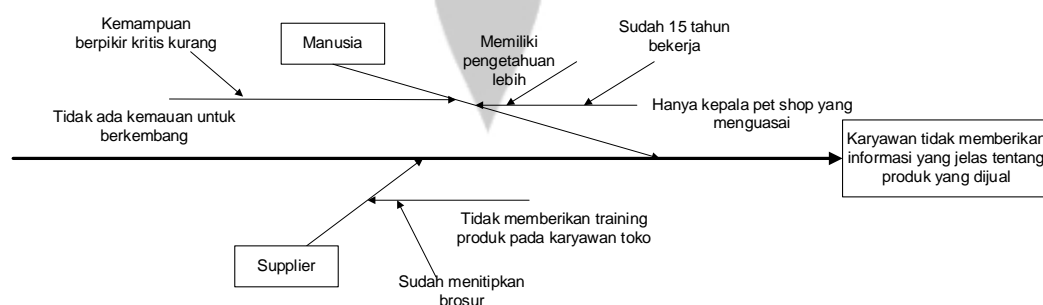 Kemampuan
berpikir kritis kurang
Manusia
Memiliki
pengetahuan
lebih
Sudah 15 tahun
bekerja
Tidak ada kemauan untuk
berkembang
Hanya kepala pet shop yang
menguasai
Karyawan tidak memberikan
informasi yang jelas tentang
produk yang dijual
Tidak memberikan training
produk pada karyawan toko
Supplier
Sudah menitipkan
brosur